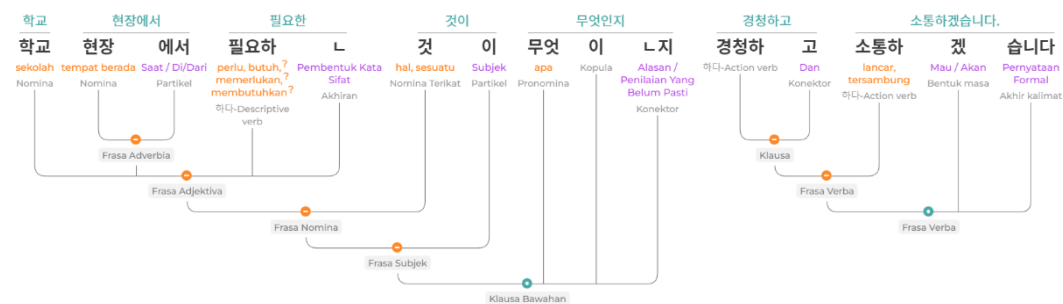 학교 현장에서 필요한 것이 무엇인지 경청하고 소통하겠습니다.
학교 현장 에서 필요하 ㄴ 것 이 무엇 이 ㄴ지 경청하 고 소통하 겠 습니다
sekolah tempat berada Saat / Di/Dari perlu, butuh,? memerlukan,? membutuhkan? Pembentuk Kata Sifat hal, sesuatu Subjek apa Kopula Alasan / Penilaian Yang Belum Pasti 하다-Action verb Dan lancar, tersambung Mau / Akan Pernyataan Formal
Nomina Nomina Partikel 하다-Descriptive verb Akhiran Nomina Terikat Partikel Pronomina Konektor Konektor 하다-Action verb Bentuk masa Akhir kalimat
Frasa Adverbia Klausa
Frasa Adjektiva Frasa Verba
Frasa Nomina Frasa Verba
Frasa Subjek
Klausa Bawahan